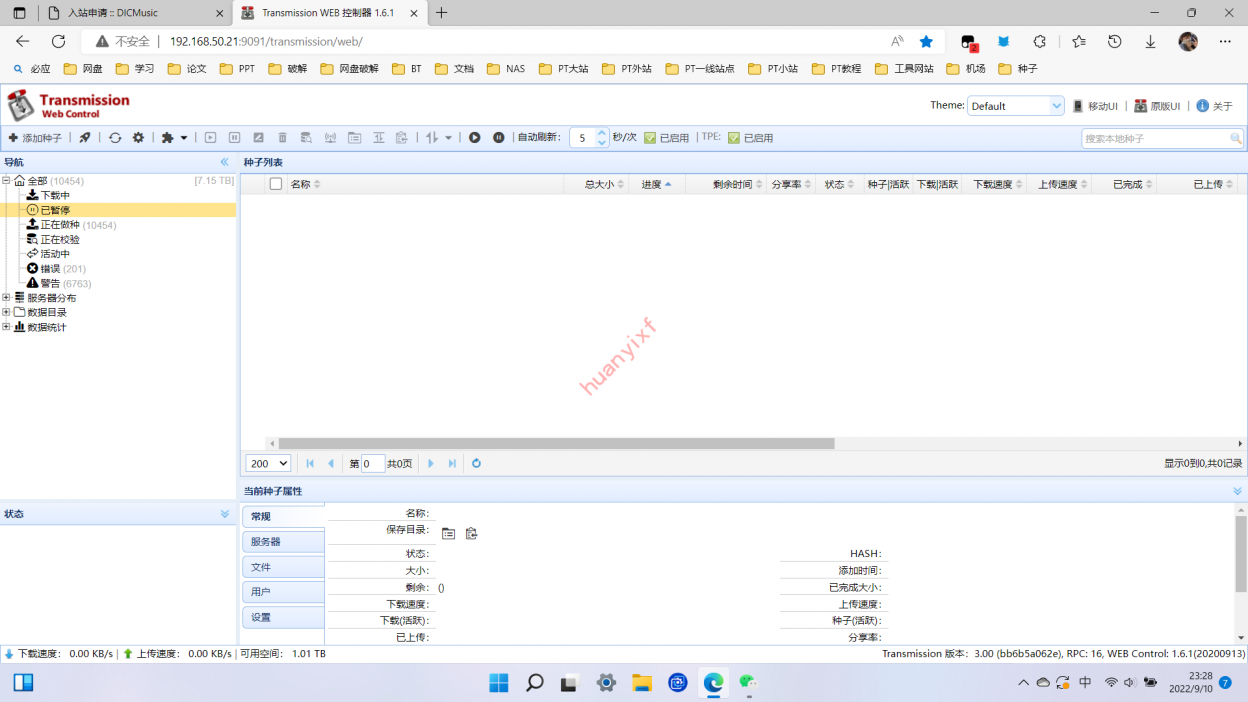 入站申请 :: DICMusic
Transmission WEB 控制器 1.6.1
不安全 | 192.168.50.21:9091/transmission/web/
2
必应 网盘 学习 论文 PPT 破解 网盘破解 BT 文档 NAS PT大站 PT外站 PT一线站点 PT小站 PT教程 工具网站 机场 种子
Transmission
Web Control
Theme: Default 移动UI | 原版UI | 关于
添加种子 自动刷新: 5 秒/次 已启用 | TPE: 已启用 搜索本地种子
导航
全部 (10454) [7.15 TB]
下载中
已暂停
正在做种 (10454)
正在校验
活动中
错误 (201)
警告 (6763)
服务器分布
数据目录
数据统计
种子列表
名称 总大小 进度 剩余时间 分享率 状态 种子|活跃 下载|活跃 下载速度 上传速度 已完成 已上传
huanyixf
200 第 0 共0页 显示0到0,共0记录
状态
当前种子属性
常规
服务器
文件
用户
设置
名称:
保存目录:
状态: HASH:
大小: 添加时间:
剩余: () 已完成大小:
下载速度: 上传速度:
下载(活跃): 种子(活跃):
已上传: 分享率:
下载速度: 0.00 KB/s | 上传速度: 0.00 KB/s | 可用空间: 1.01 TB
Transmission 版本: 3.00 (bb6b5a062e), RPC: 16, WEB Control: 1.6.1(20200913)
中 23:28
2022/9/10 7